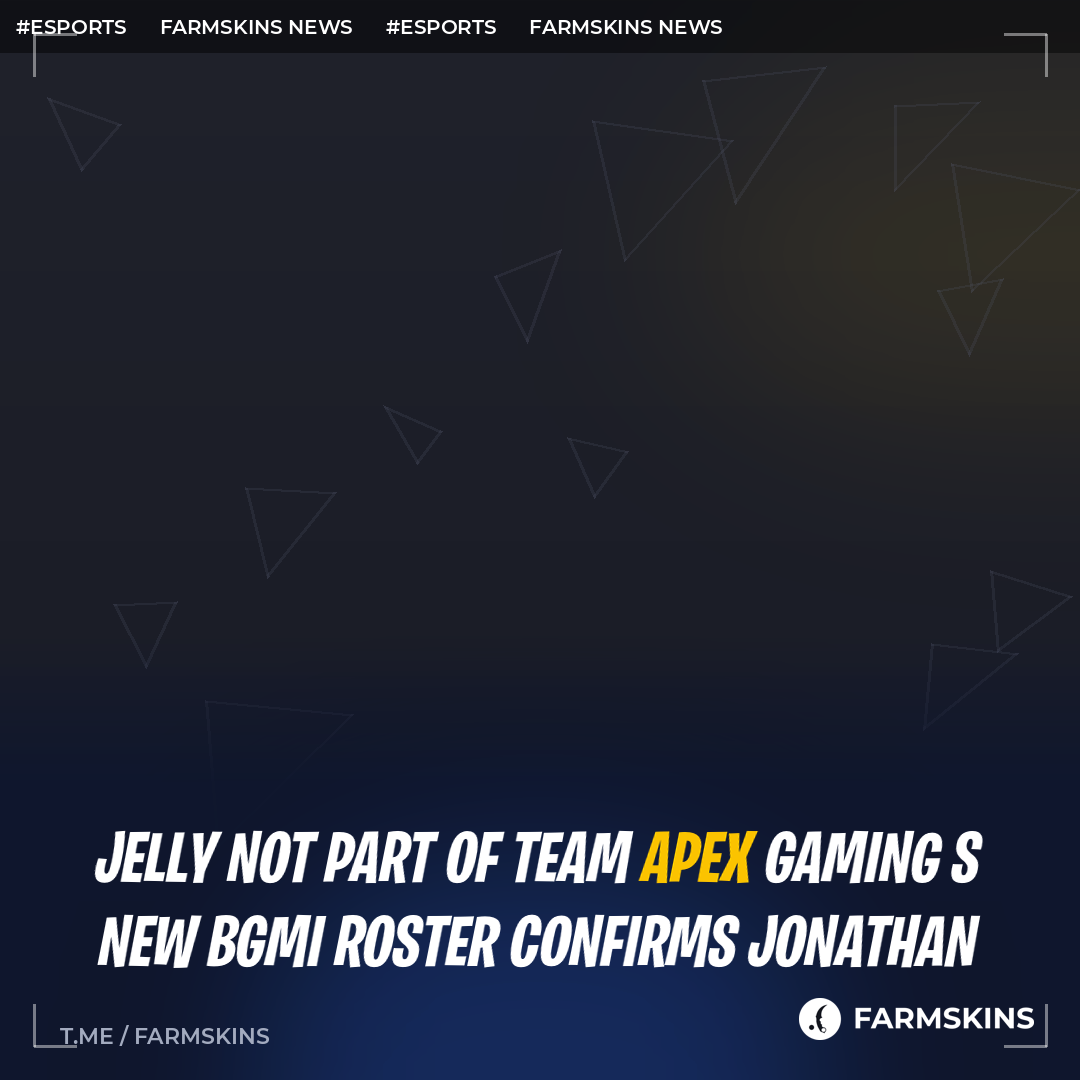 #ESPORTS FARMSKINS NEWS #ESPORTS FARMSKINS NEWS
JELLY NOT PART OF TEAM APEX GAMING S
NEW BGMI ROSTER CONFIRMS JONATHAN
T.ME / FARMSKINS
FARMSKINS